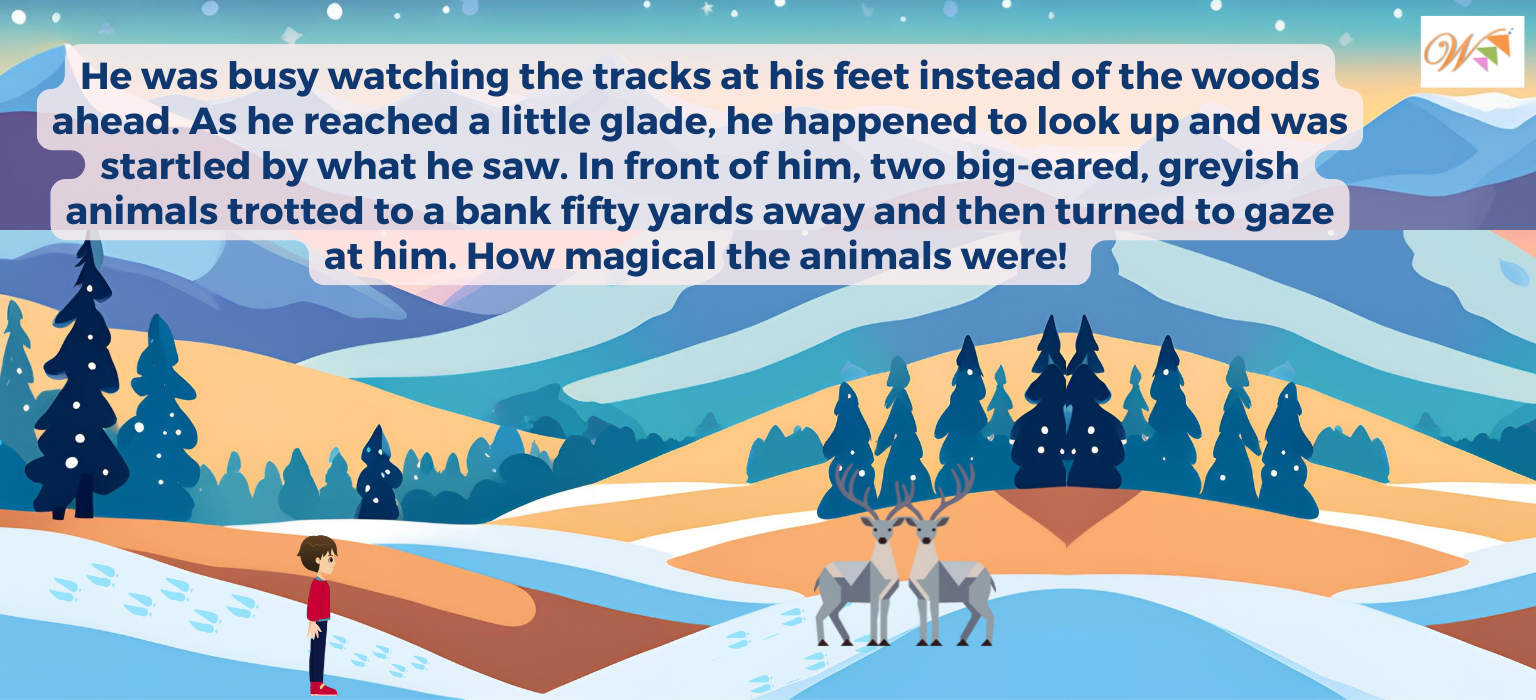 He was busy watching the tracks at his feet instead of the woods
ahead. As he reached a little glade, he happened to look up and was
startled by what he saw. In front of him, two big-eared, greyish
animals trotted to a bank fifty yards away and then turned to gaze
at him. How magical the animals were!
W